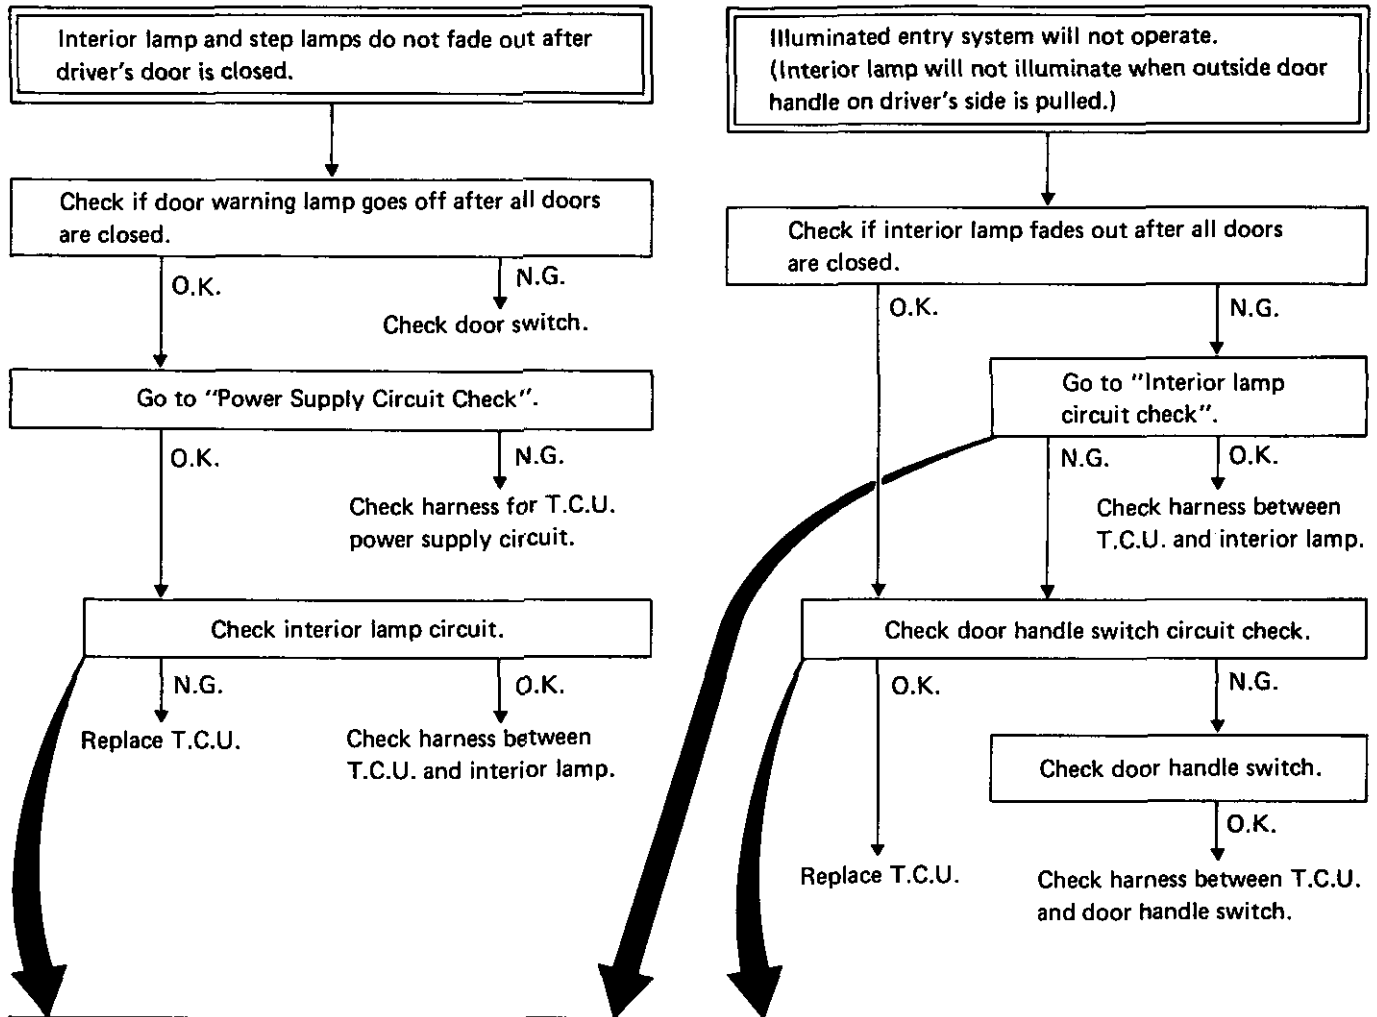 Interior lamp and step lamps do not fade out after
driver's door is closed.
Check if door warning lamp goes off after all doors
are closed.
O.K.
N.G.
Check door switch.
Go to "Power Supply Circuit Check".
O.K.
N.G.
Check harness for T.C.U.
power supply circuit.
Check interior lamp circuit.
N.G.
O.K.
Replace T.C.U.
Check harness between
T.C.U. and interior lamp.
Illuminated entry system will not operate.
(Interior lamp will not illuminate when outside door
handle on driver's side is pulled.)
Check if interior lamp fades out after all doors
are closed.
O.K.
N.G.
Go to "Interior lamp
circuit check".
N.G.
O.K.
Check harness between
T.C.U. and interior lamp.
Check door handle switch circuit check.
O.K.
N.G.
Check door handle switch.
O.K.
Replace T.C.U.
Check harness between T.C.U.
and door handle switch.